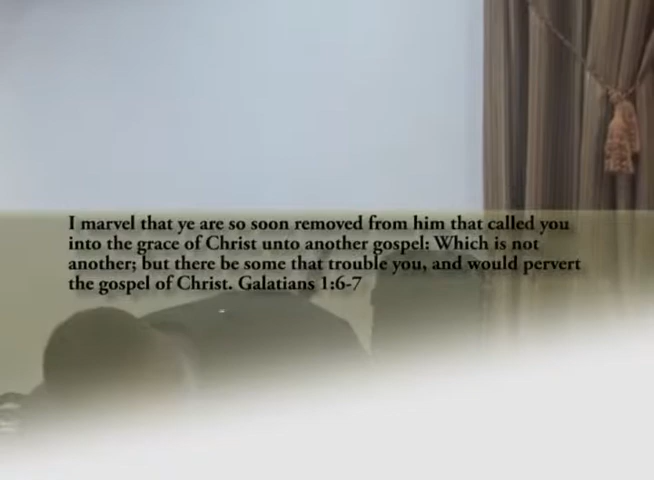 I marvel that ye are so soon removed from him that called you
into the grace of Christ unto another gospel: Which is not
another; but there be some that trouble you, and would pervert
the gospel of Christ. Galatians 1:6-7